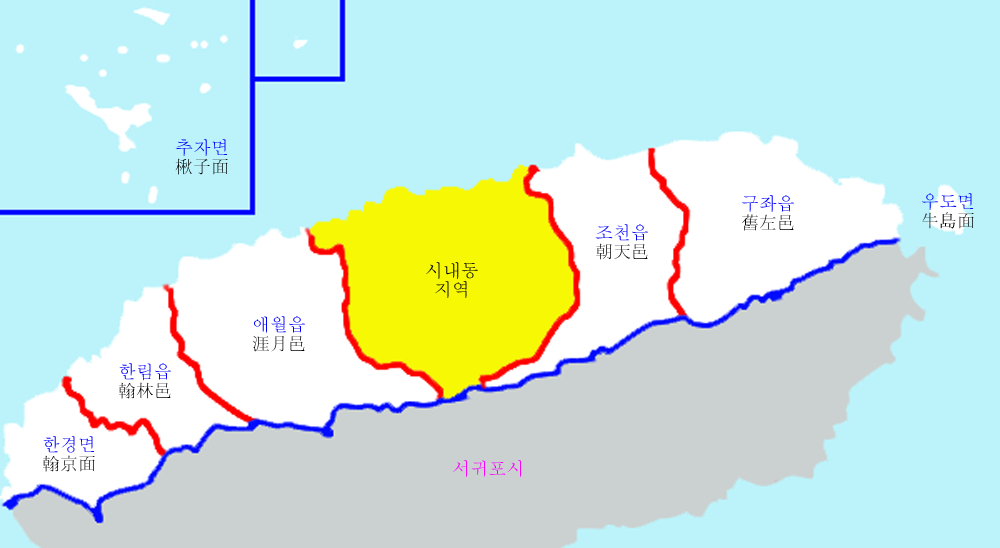 추자면
楸子面
구좌읍
舊左邑
우도면
牛島面
조천읍
朝天邑
시내동
지역
애월읍
涯月邑
한림읍
翰林邑
한경면
翰京面
서귀포시